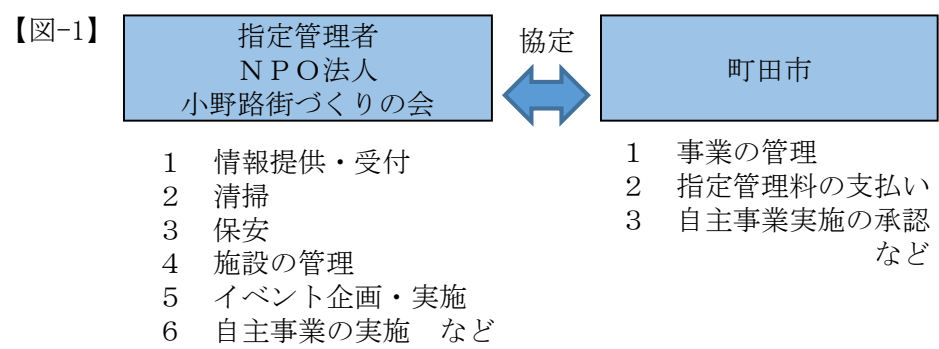 【図-1】
指定管理者
ＮＰＯ法人
小野路街づくりの会
協定
町田市
１　情報提供・受付
２　清掃
３　保安
４　施設の管理
５　イベント企画・実施
６　自主事業の実施　など
１　事業の管理
２　指定管理料の支払い
３　自主事業実施の承認
など